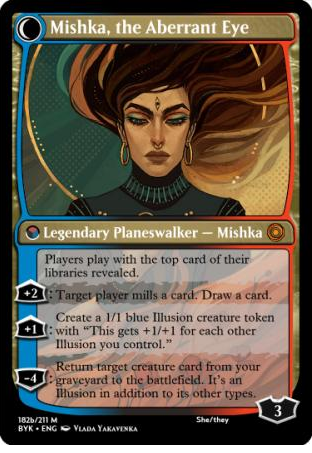 Mishka, the Aberrant Eye
Legendary Planeswalker — Mishka
Players play with the top card of their
libraries revealed.
+2: Target player mills a card. Draw a card.
+1: Create a 1/1 blue Illusion creature token
with “This gets +1/+1 for each other
Illusion you control.”
-4: Return target creature card from your
graveyard to the battlefield. It’s an
Illusion in addition to its other types.
3
182b/211 M
She/they
BYK • ENG Vlada Yakavenka